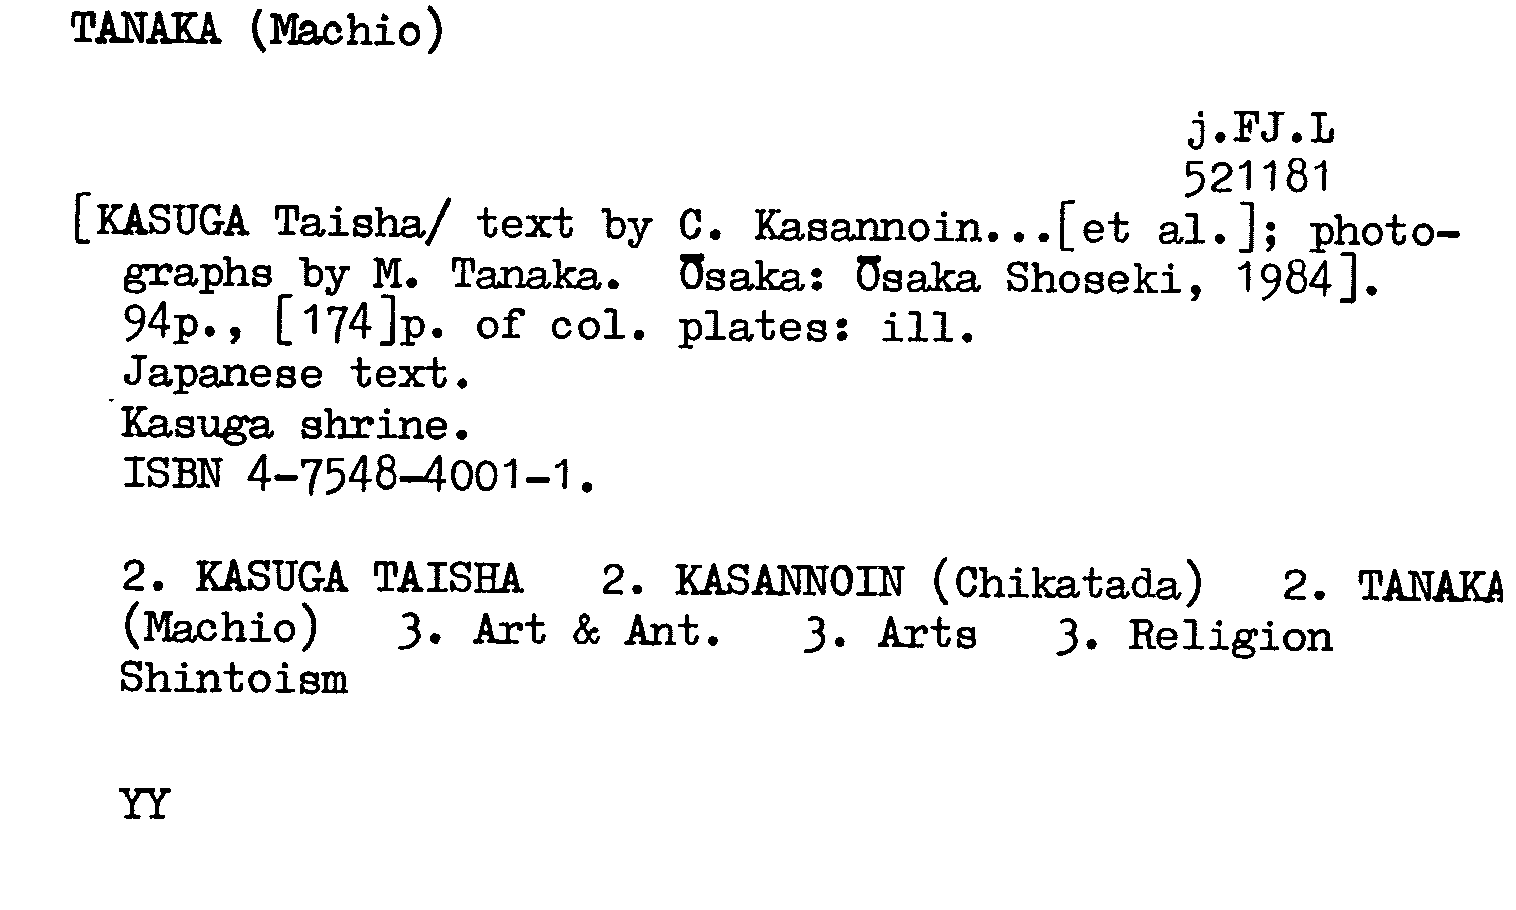 TANAKA (Machio)
j.FJ.L
521181
[KASUGA Taisha/ text by C. Kasannoin...[et al.]; photo-
graphs by M. Tanaka. Ōsaka: Ōsaka Shoseki, 1984].
94p., [174]p. of col. plates: ill.
Japanese text.
Kasuga shrine.
ISBN 4-7548-4001-1.
2. KASUGA TAISHA 2. KASANNOIN (Chikatada) 2. TANAKA
(Machio) 3. Art & Ant. 3. Arts 3. Religion
Shintoism
YY